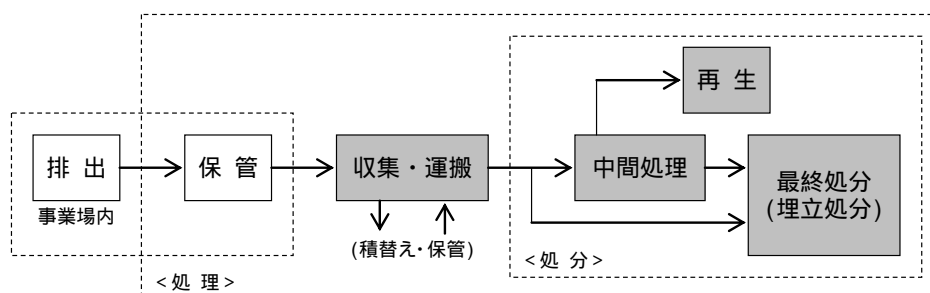 再 生
排 出
保 管
収集・運搬
中間処理
最終処分
(埋立処分)
事業場内
(積替え・保管)
<処 分>
<処 理>